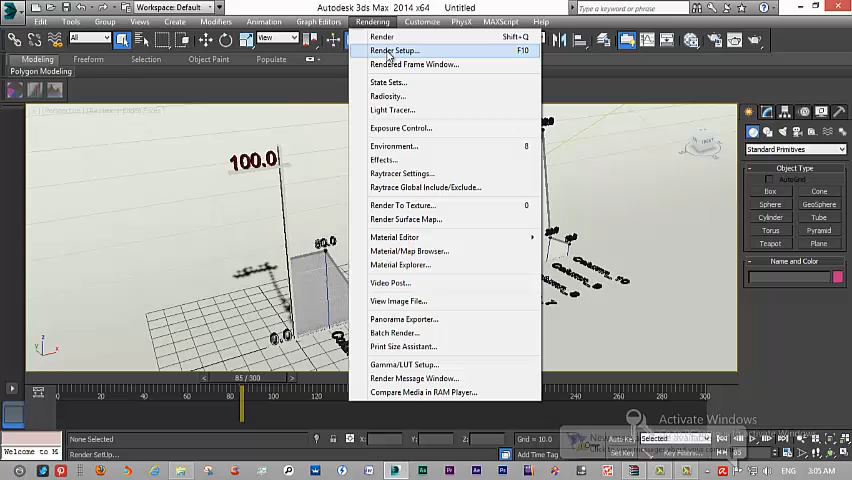 Workspace: Default
Autodesk 3ds Max 2014 x64
Untitled
Type a keyword or phrase
Edit
Tools
Group
Views
Create
Modifiers
Animation
Graph Editors
Rendering
Customize
PhysX
MAXScript
Help
All
View
Modeling
Freeform
Selection
Object Paint
Populate
Polygon Modeling
Render
Shift+Q
Render Setup...
F10
Rendered Frame Window...
State Sets...
Radiosity...
Light Tracer...
Exposure Control...
Environment...
8
Effects...
Raytracer Settings...
Raytrace Global Include/Exclude...
Render To Texture...
0
Render Surface Map...
Material Editor
Material/Map Browser...
Material Explorer...
Video Post...
View Image File...
Panorama Exporter...
Batch Render...
Print Size Assistant...
Gamma/LUT Setup...
Render Message Window...
Compare Media in RAM Player...
100.0
80.0
0.0
Standard Primitives
Object Type
AutoGrid
Box
Cone
Sphere
GeoSphere
Cylinder
Tube
Torus
Pyramid
Teapot
Plane
Name and Color
85 / 300
0
20
40
60
80
100
120
220
240
260
280
300
Activate Windows
None Selected
X:
Y:
Z:
Grid = 10.0
Auto Key
Selected
Welcome to M
Render SetUp...
Add Time Tag
Set K
3:05 AM